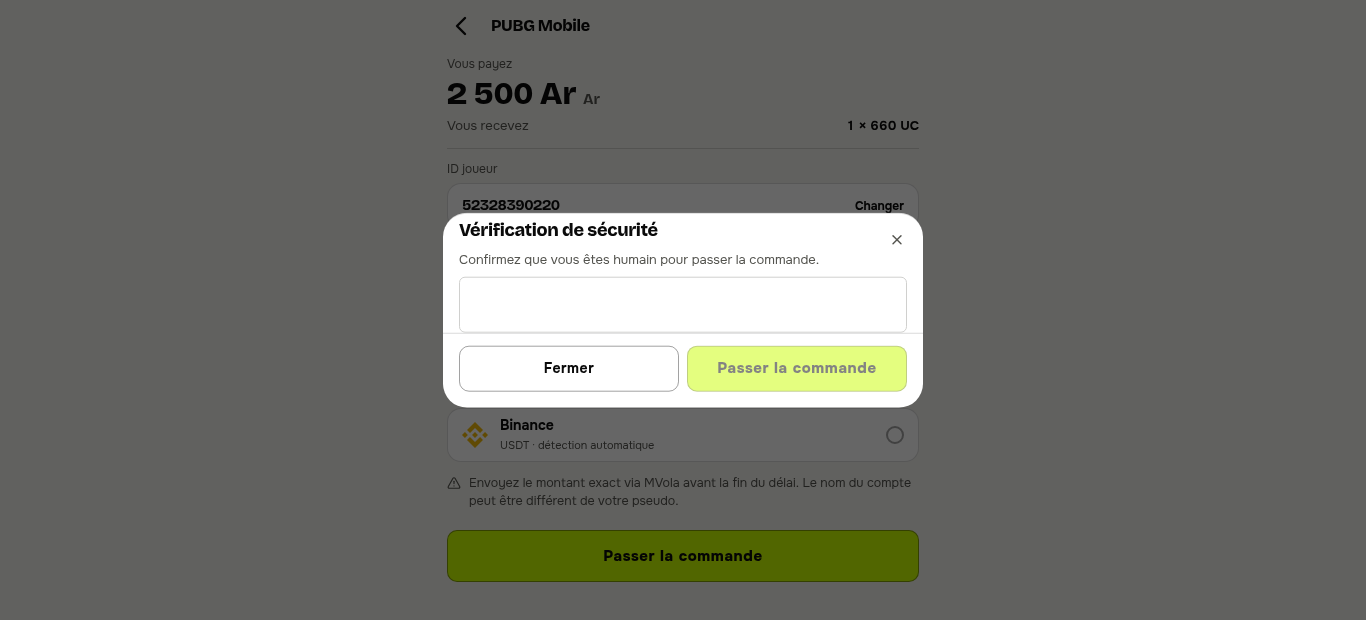 PUBG Mobile
Vous payez
2 500 Ar Ar
Vous recevez 1 × 660 UC
ID joueur
52328390220 Changer
Vérification de sécurité
Confirmez que vous êtes humain pour passer la commande.
Fermer Passer la commande
Binance
USDT · détection automatique
Envoyez le montant exact via MVola avant la fin du délai. Le nom du compte
peut être différent de votre pseudo.
Passer la commande